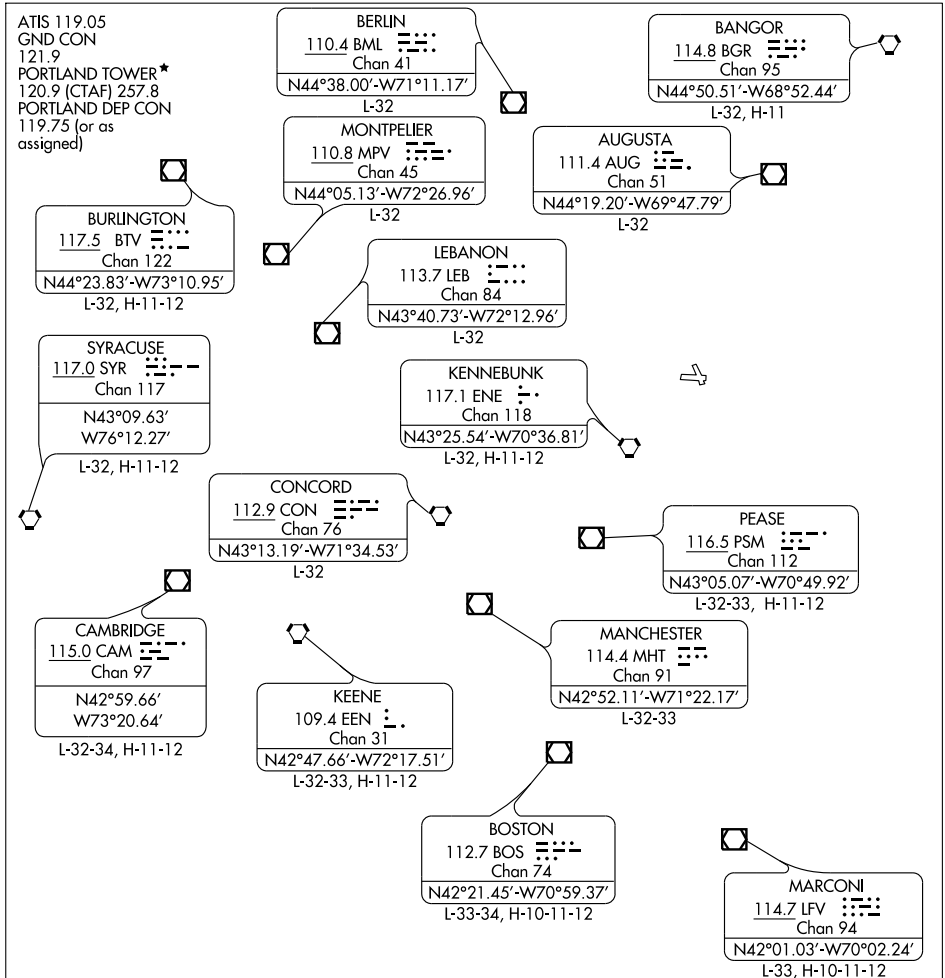 ATIS 119.05
GND CON
121.9
PORTLAND TOWER★
120.9 (CTAF) 257.8
PORTLAND DEP CON
119.75 (or as
assigned)
BERLIN
110.4 BML
Chan 41
N44°38.00′-W71°11.17′
L-32
BANGOR
114.8 BGR
Chan 95
N44°50.51′-W68°52.44′
L-32, H-11
MONTPELIER
110.8 MPV
Chan 45
N44°05.13′-W72°26.96′
L-32
AUGUSTA
111.4 AUG
Chan 51
N44°19.20′-W69°47.79′
L-32
BURLINGTON
117.5 BTV
Chan 122
N44°23.83′-W73°10.95′
L-32, H-11-12
LEBANON
113.7 LEB
Chan 84
N43°40.73′-W72°12.96′
L-32
SYRACUSE
117.0 SYR
Chan 117
N43°09.63′
W76°12.27′
L-32, H-11-12
KENNEBUNK
117.1 ENE
Chan 118
N43°25.54′-W70°36.81′
L-32, H-11-12
CONCORD
112.9 CON
Chan 76
N43°13.19′-W71°34.53′
L-32
PEASE
116.5 PSM
Chan 112
N43°05.07′-W70°49.92′
L-32-33, H-11-12
CAMBRIDGE
115.0 CAM
Chan 97
N42°59.66′
W73°20.64′
L-32-34, H-11-12
MANCHESTER
114.4 MHT
Chan 91
N42°52.11′-W71°22.17′
L-32-33
KEENE
109.4 EEN
Chan 31
N42°47.66′-W72°17.51′
L-32-33, H-11-12
BOSTON
112.7 BOS
Chan 74
N42°21.45′-W70°59.37′
L-33-34, H-10-11-12
MARCONI
114.7 LFV
Chan 94
N42°01.03′-W70°02.24′
L-33, H-10-11-12